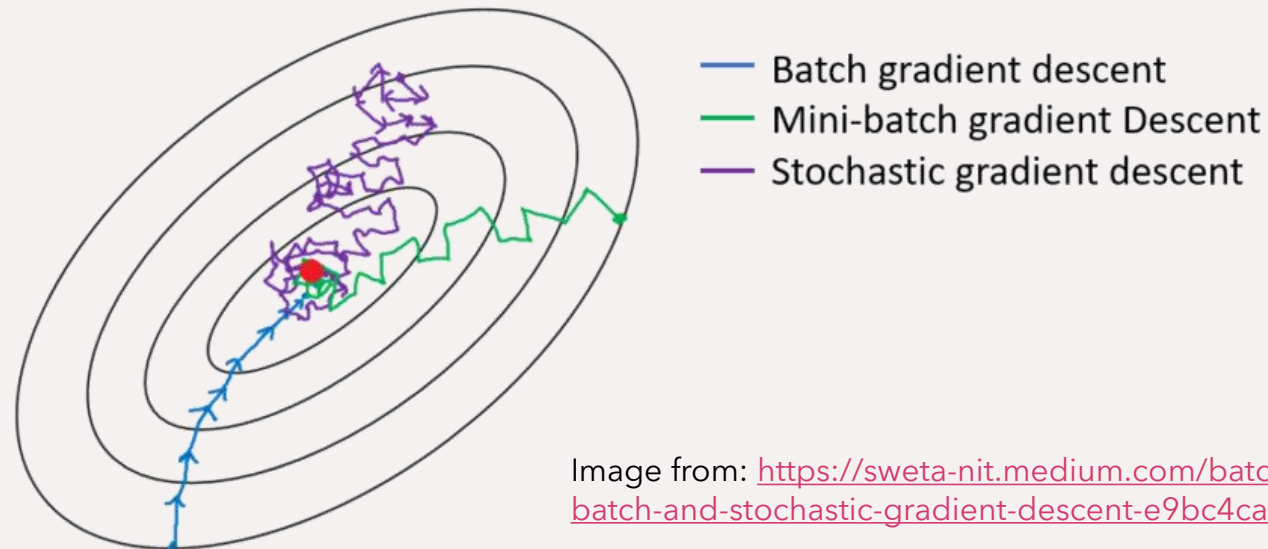 Batch gradient descent
Mini-batch gradient Descent
Stochastic gradient descent
Image from: https://sweta-nit.medium.com/batc
batch-and-stochastic-gradient-descent-e9bc4ca